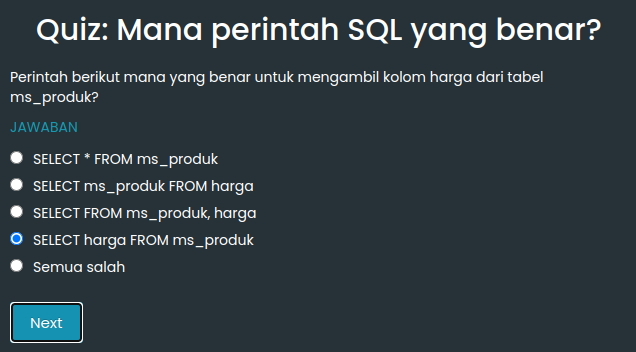 Quiz: Mana perintah SQL yang benar?
Perintah berikut mana yang benar untuk mengambil kolom harga dari tabel
ms_produk?
JAWABAN
SELECT * FROM ms_produk
SELECT ms_produk FROM harga
SELECT FROM ms_produk, harga
SELECT harga FROM ms_produk
Semua salah
Next